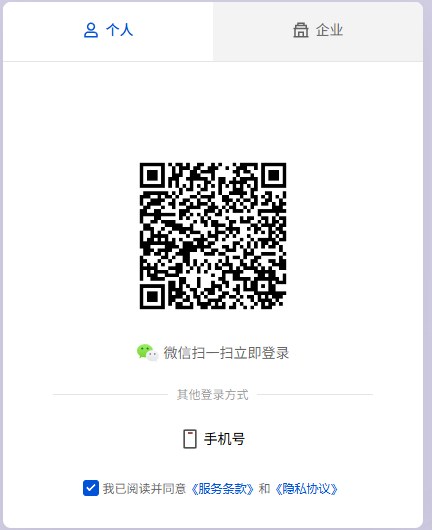 个人
企业
微信扫一扫立即登录
其他登录方式
手机号
我已阅读并同意《服务条款》和《隐私协议》